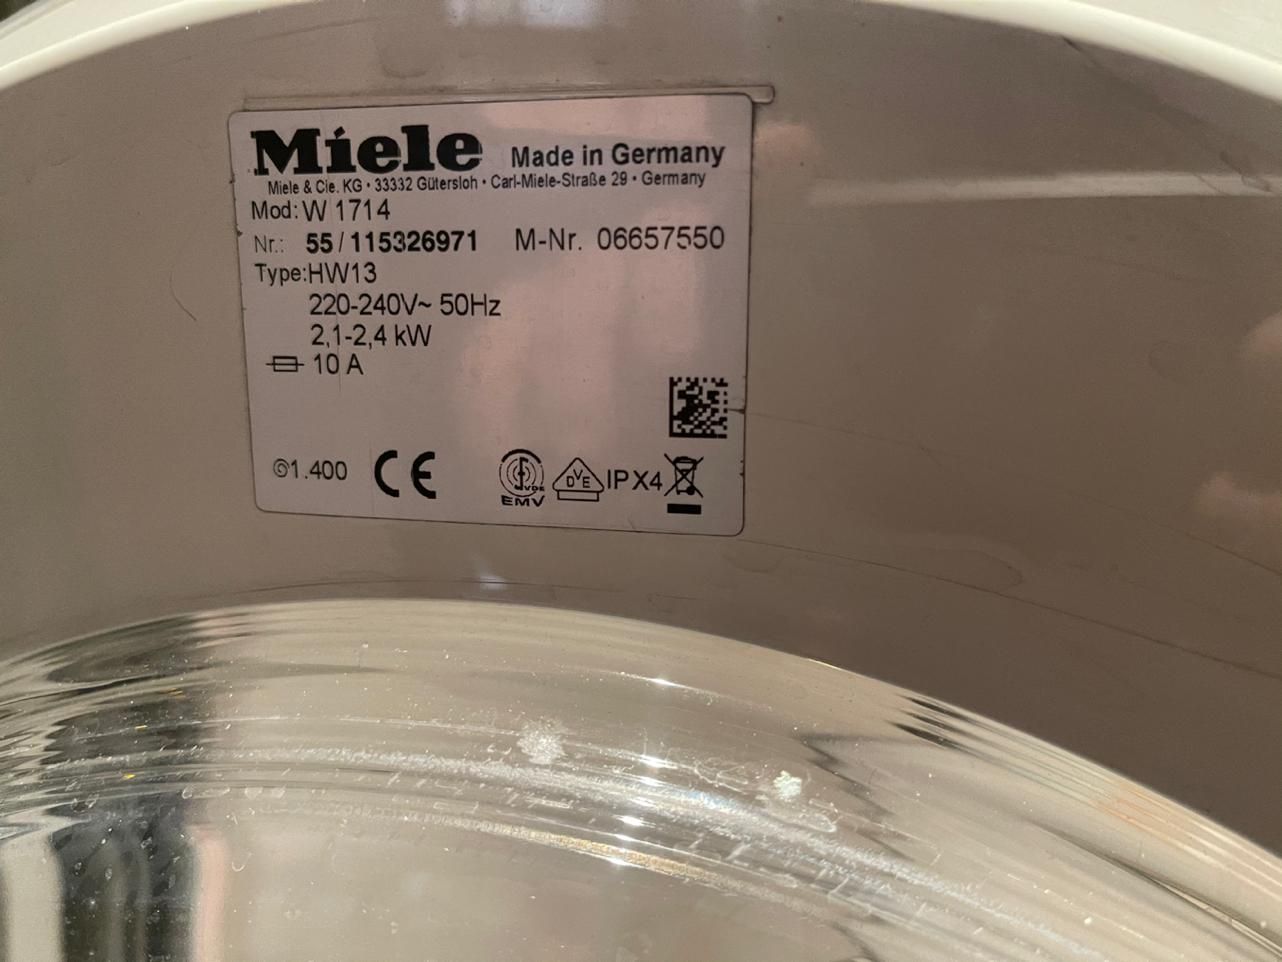 Miele Made in Germany
Miele & Cie. KG · 33332 Gütersloh · Carl-Miele-Straße 29 · Germany
Mod: W 1714
Nr.: 55 / 115326971 M-Nr. 06657550
Type: HW13
220-240V~ 50Hz
2,1-2,4 kW
10 A
1.400 CE VDE EMV DVE IPX4